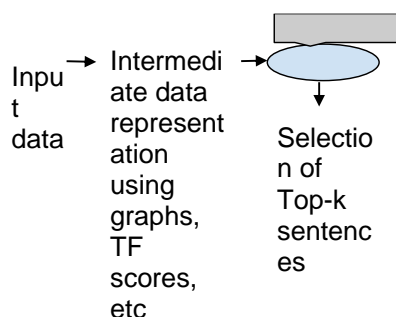 Inpu
t
data
Intermedi
ate data
represent
ation
using
graphs,
TF
scores,
etc
Selectio
n of
Top-k
sentenc
es